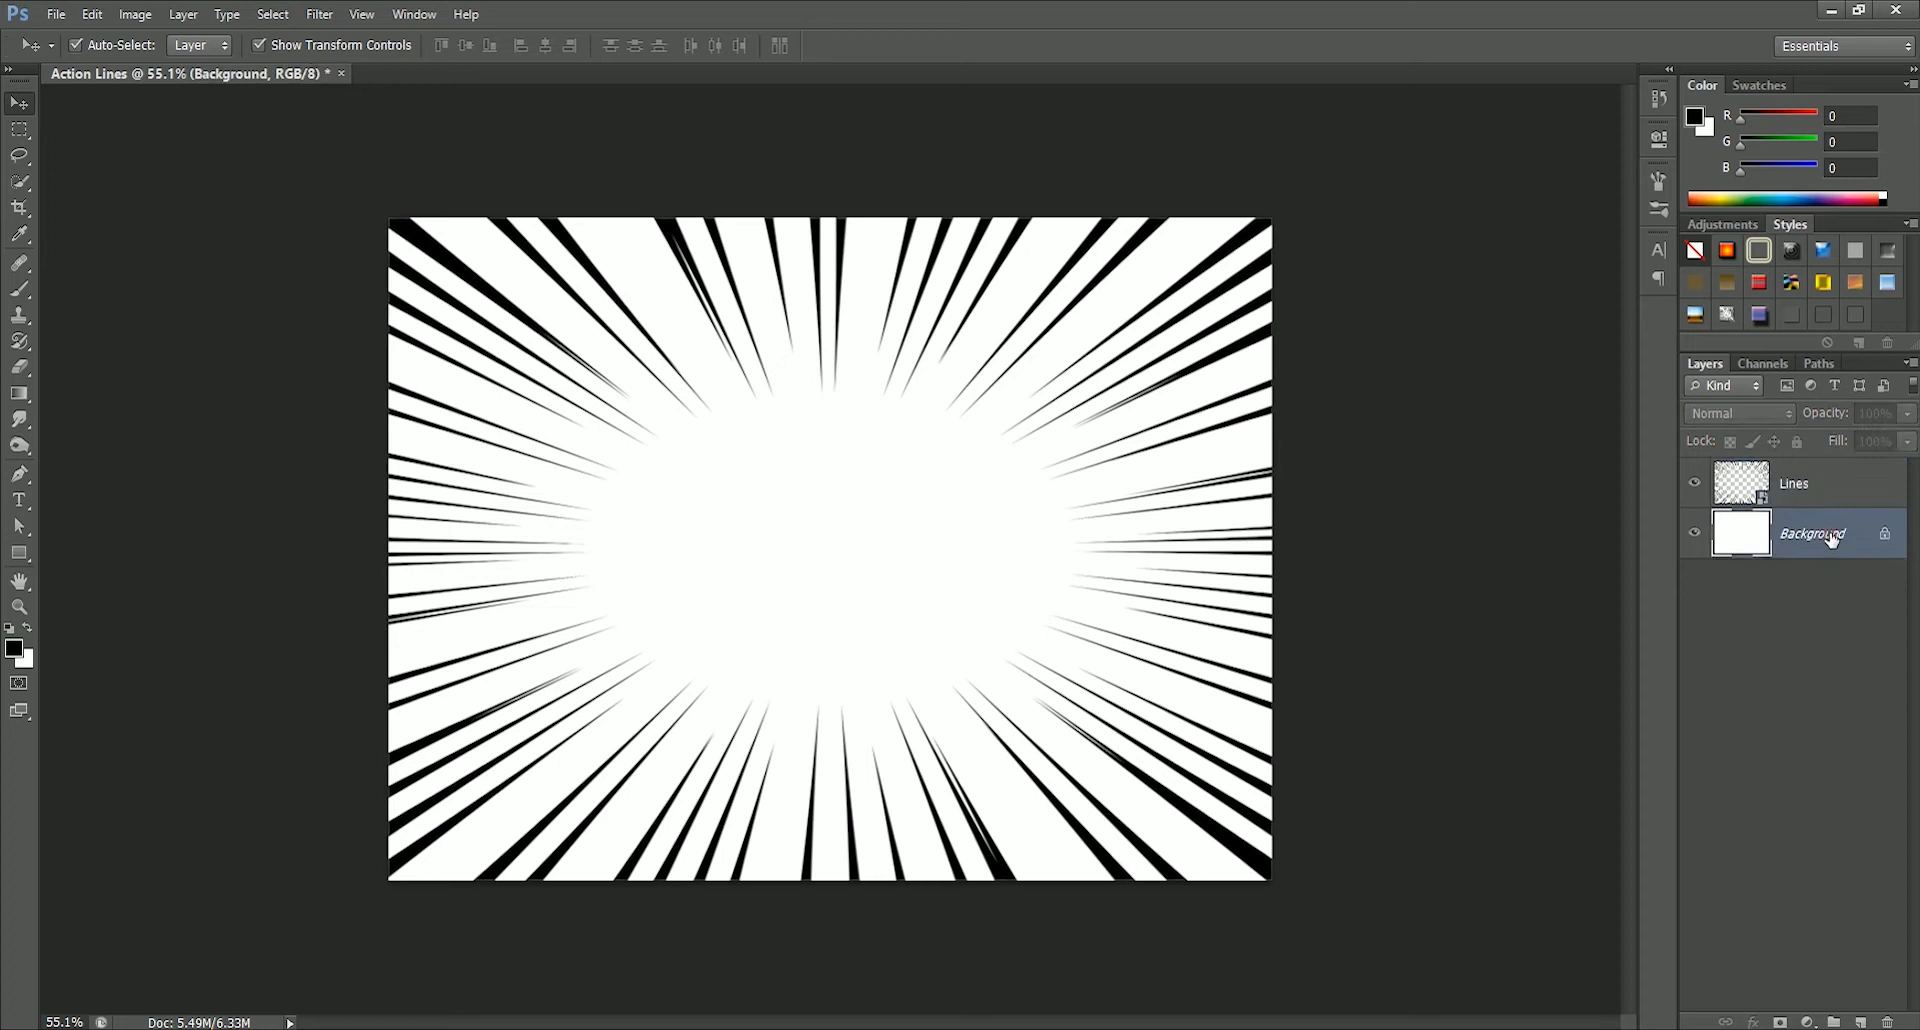 Ps File Edit Image Layer Type Select Filter View Window Help
Auto-Select: Layer Show Transform Controls Essentials
Action Lines @ 55.1% (Background, RGB/8) * ×
Color Swatches
R 0
G 0
B 0
Adjustments Styles
Layers Channels Paths
Kind
Normal Opacity: 100%
Lock: Fill: 100%
Lines
Background
55.1% Doc: 5.49M/6.33M